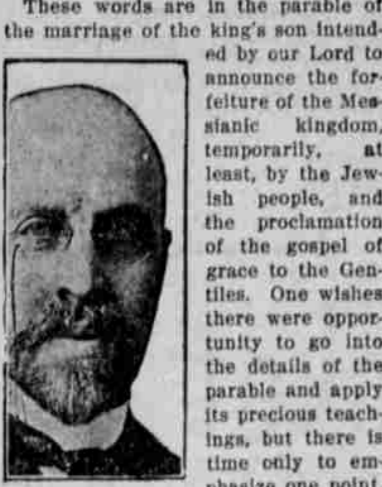 These words are in the parable of
the marriage of the king's son intend-
ed by our Lord to
announce the for-
feiture of the Mes-
sianic kingdom,
temporarily, at
least, by the Jew-
ish people, and
the proclamation
of the gospel of
grace to the Gen-
tiles. One wishes
there were oppor-
tunity to go into
the details of the
parable and apply
its precious teach-
ings, but there is
time only to em-
phasize one point.